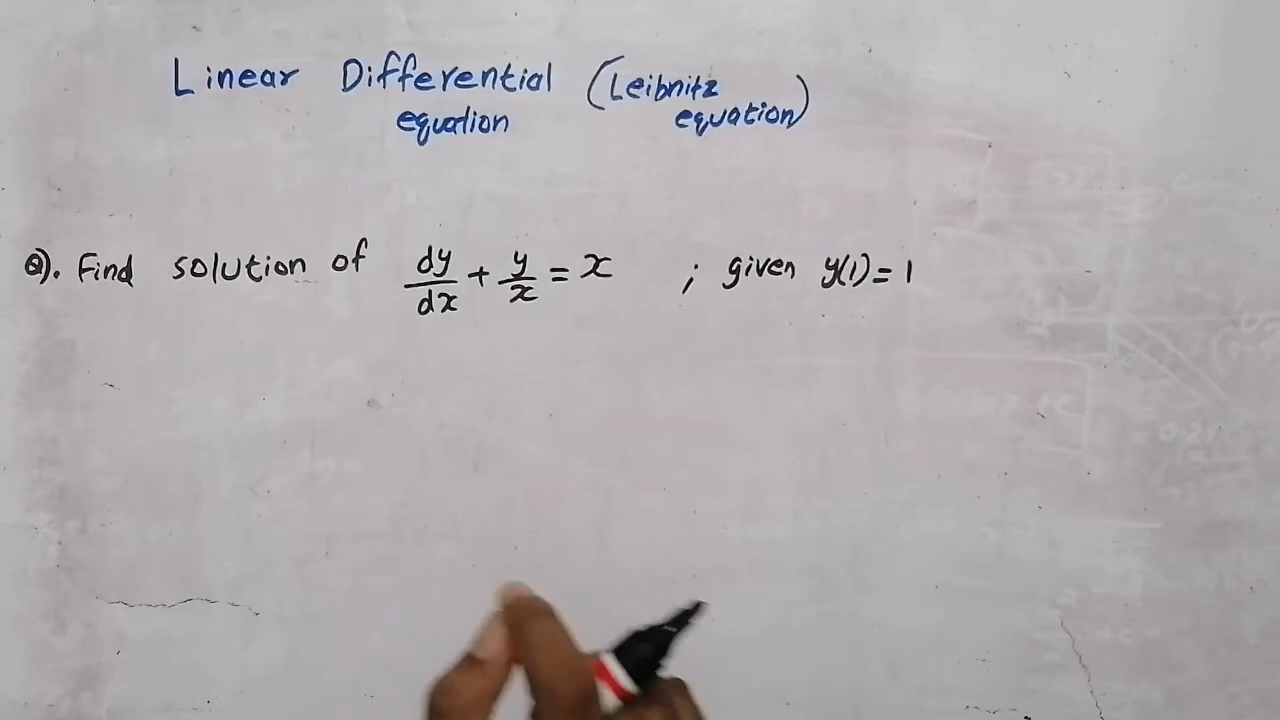 Linear Differential equation (Leibnitz equation)
Q). Find solution of dy/dx + y/x = x ; given y(1) = 1